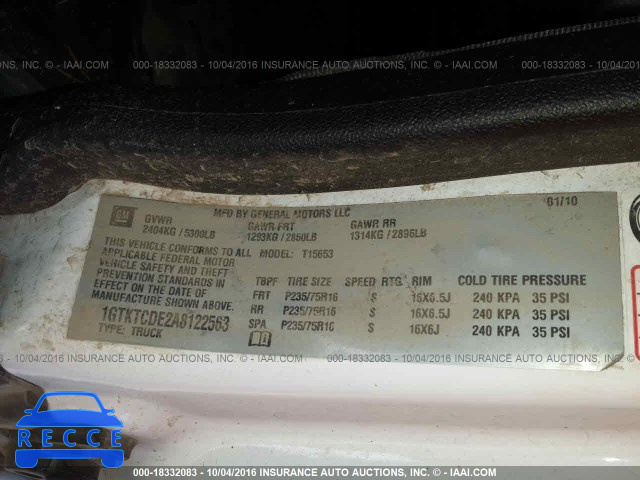 000-18332083 - 10/04/2016 INSURANCE AUTO AUCTIONS, INC. - © IAAI.COM
GM
MFD BY GENERAL MOTORS LLC
01/10
GVWR GAWR FRT GAWR RR
2404KG / 5300LB 1293KG / 2850LB 1314KG / 2896LB
THIS VEHICLE CONFORMS TO ALL MODEL: T15653
APPLICABLE FEDERAL MOTOR
VEHICLE SAFETY AND THEFT
PREVENTION STANDARDS IN
EFFECT ON THE DATE OF
MANUFACTURE SHOWN ABOVE.
1GTKTCDE2A8122563
TYPE: TRUCK
TBPF TIRE SIZE SPEED RTG RIM COLD TIRE PRESSURE
FRT P235/75R16 S 16X6.5J 240 KPA 35 PSI
RR P235/75R16 S 16X6.5J 240 KPA 35 PSI
SPA P235/75R16 S 16X6J 240 KPA 35 PSI
RECCE
000-18332083 - 10/04/2016 INSURANCE AUTO AUCTIONS, INC. - © IAAI.COM